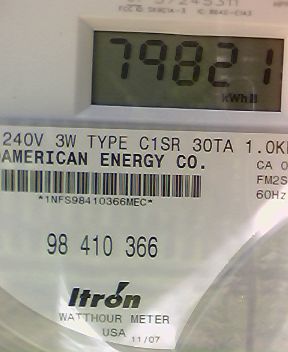 79821
kWh
240V 3W TYPE C1SR 30TA 1.0K
AMERICAN ENERGY CO.
CA 0
FM2S
60Hz
*1NFS98410366MEC*
98 410 366
Itron
WATTHOUR METER
USA 11/07